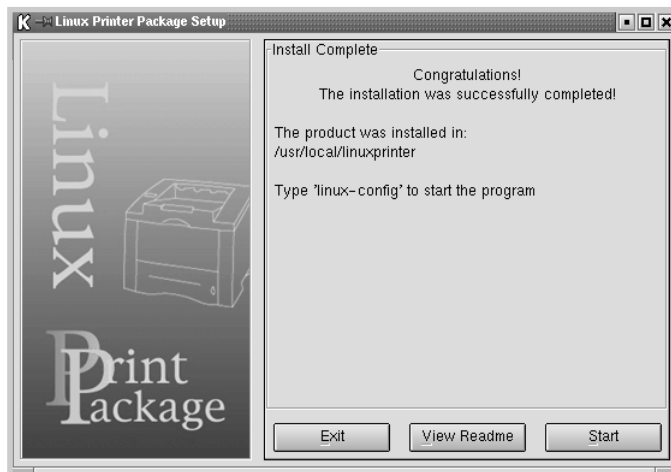 Linux Printer Package Setup
Linux
Print
Package
Install Complete
Congratulations!
The installation was successfully completed!
The product was installed in:
/usr/local/linuxprinter
Type 'linux-config' to start the program
Exit
View Readme
Start